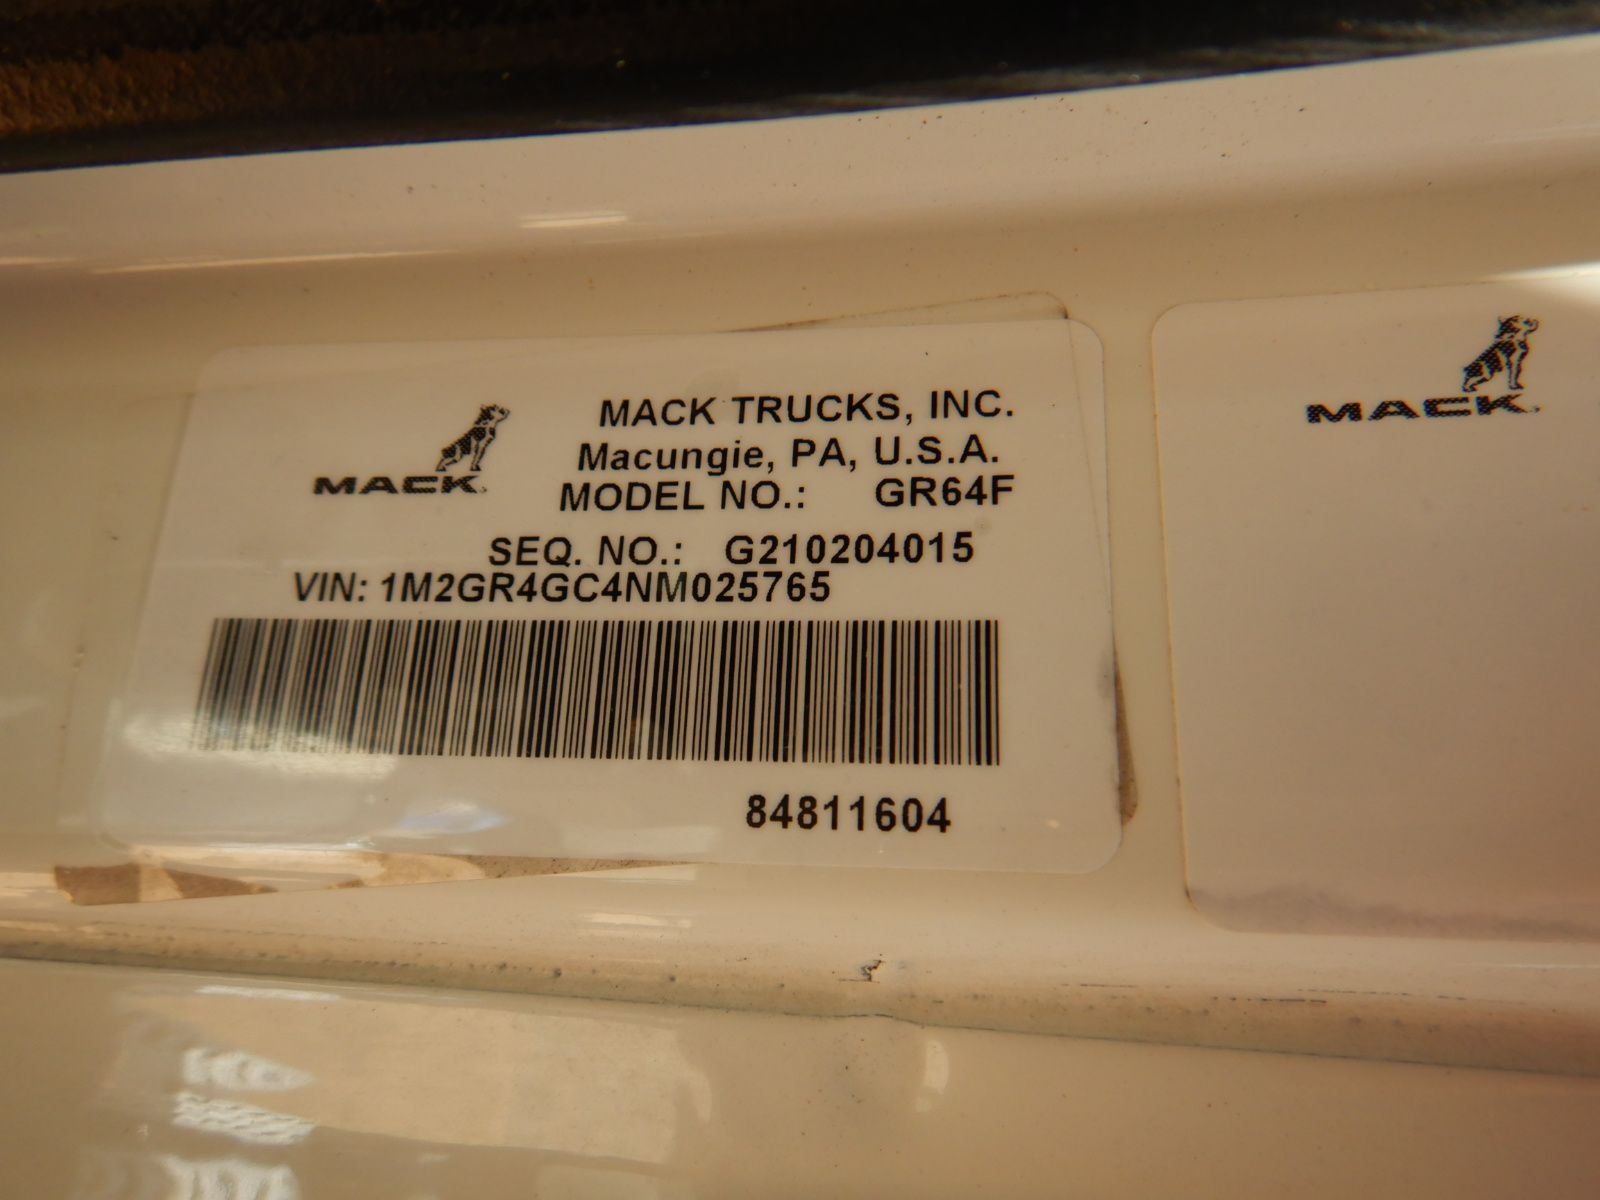 MACK TRUCKS, INC.
Macungie, PA, U.S.A.
MACK
MODEL NO.: GR64F
SEQ. NO.: G210204015
VIN: 1M2GR4GC4NM025765
84811604
MACK